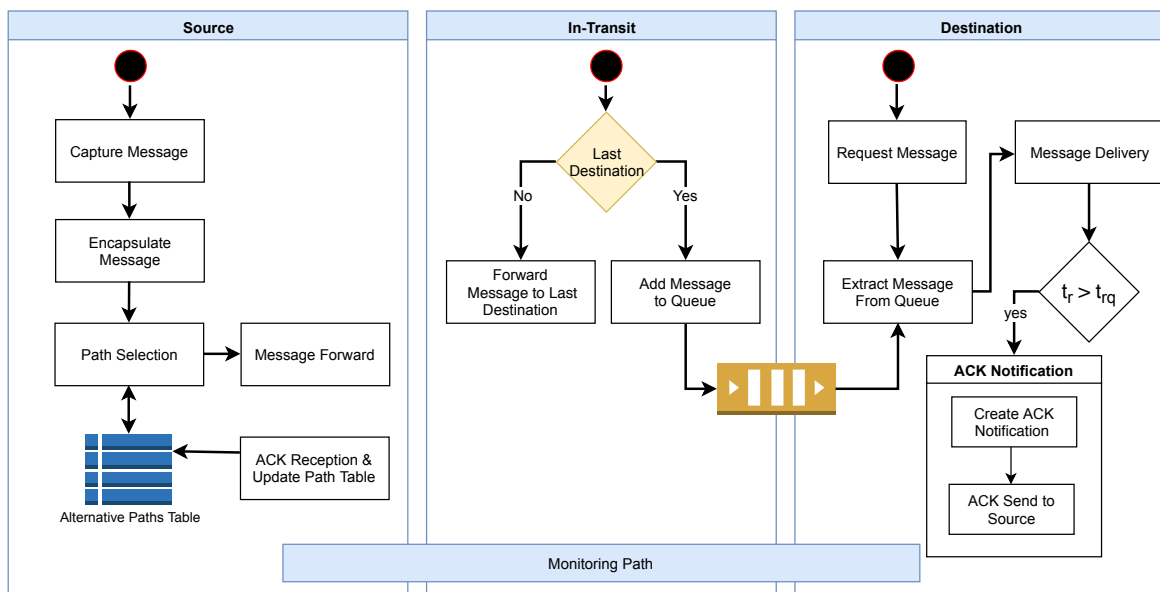 Source
Capture Message
Encapsulate
Message
Path Selection
Message Forward
ACK Reception &
Update Path Table
Alternative Paths Table
In-Transit
Last
Destination
No
Yes
Forward
Message to Last
Destination
Add Message
to Queue
Destination
Request Message
Message Delivery
Extract Message
From Queue
tr > trq
yes
ACK Notification
Create ACK
Notification
ACK Send to
Source
Monitoring Path